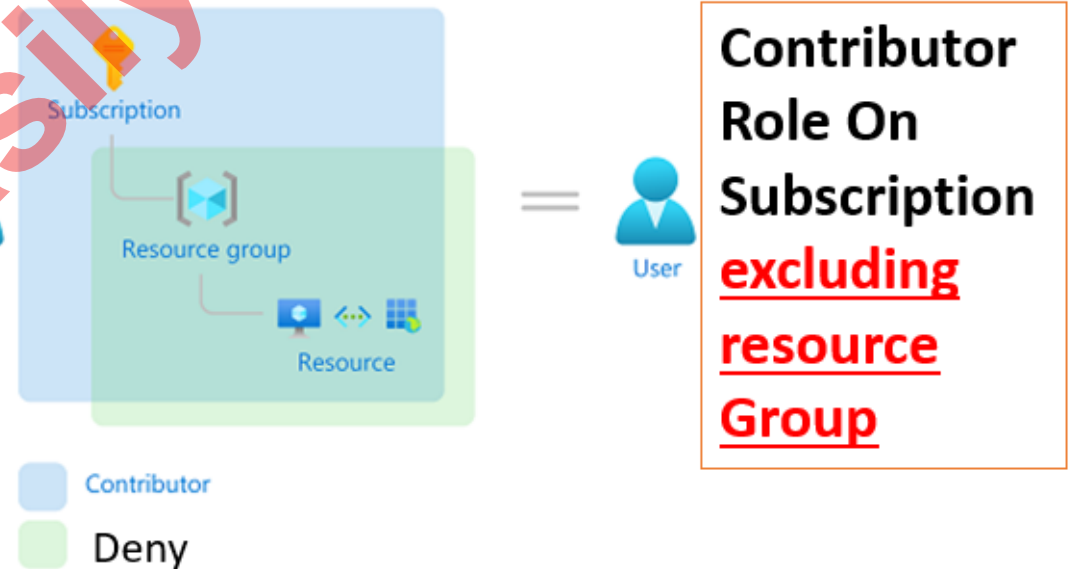 Subscription
Resource group
Resource
Contributor
Deny
User
Contributor
Role On
Subscription
excluding
resource
Group